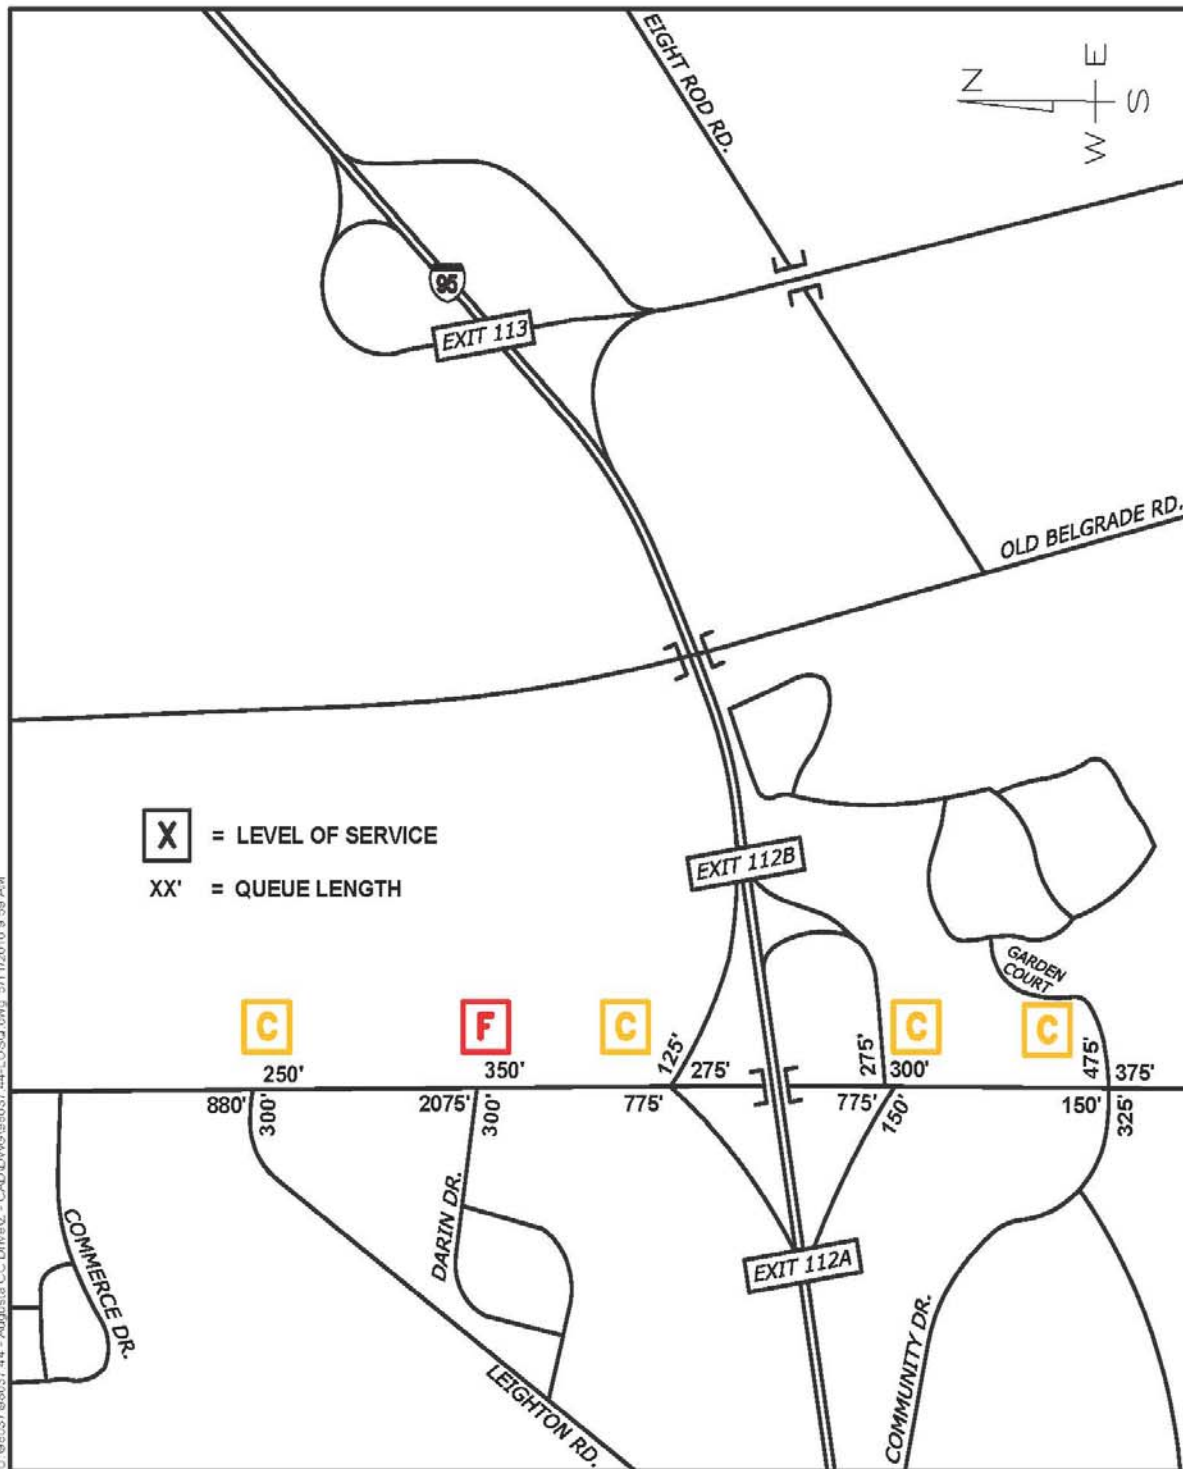 EIGHT ROD RD.
N
E
W
S
95
EXIT 113
OLD BELGRADE RD.
X = LEVEL OF SERVICE
XX' = QUEUE LENGTH
EXIT 112B
GARDEN
COURT
C
F
C
C
C
250'
350'
125'
275'
275'
300'
475'
375'
880'
300'
2075'
300'
775'
775'
150'
150'
325'
COMMERCE DR.
DARIN DR.
LEIGHTON RD.
EXIT 112A
COMMUNITY DR.